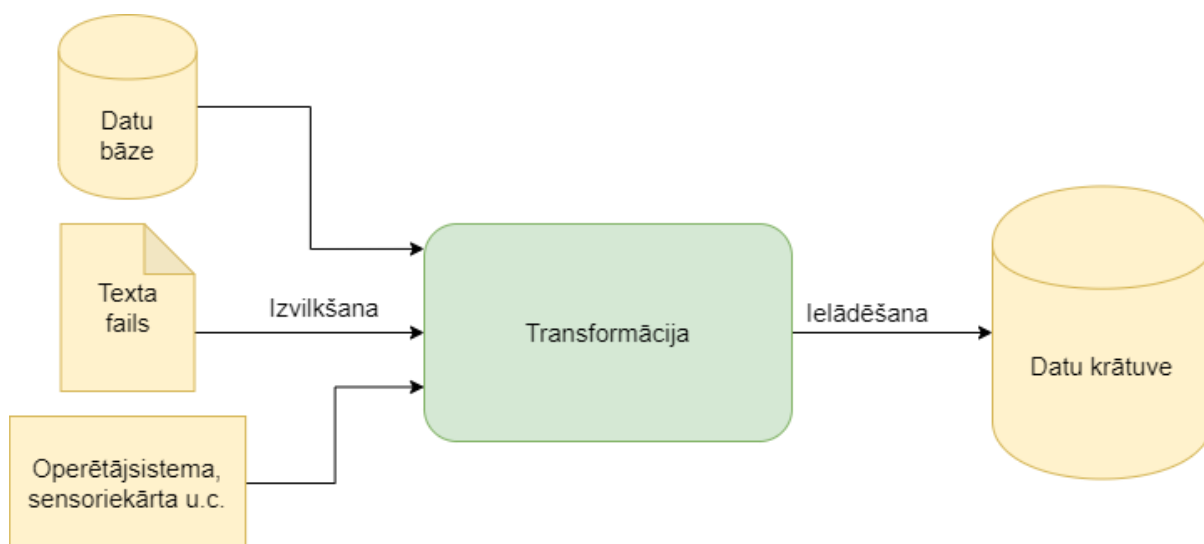 Datu
bāze
Texta
fails
Izvilkšana
Operētājsistema,
sensoriekārta u.c.
Transformācija
Ielādēšana
Datu krātuve